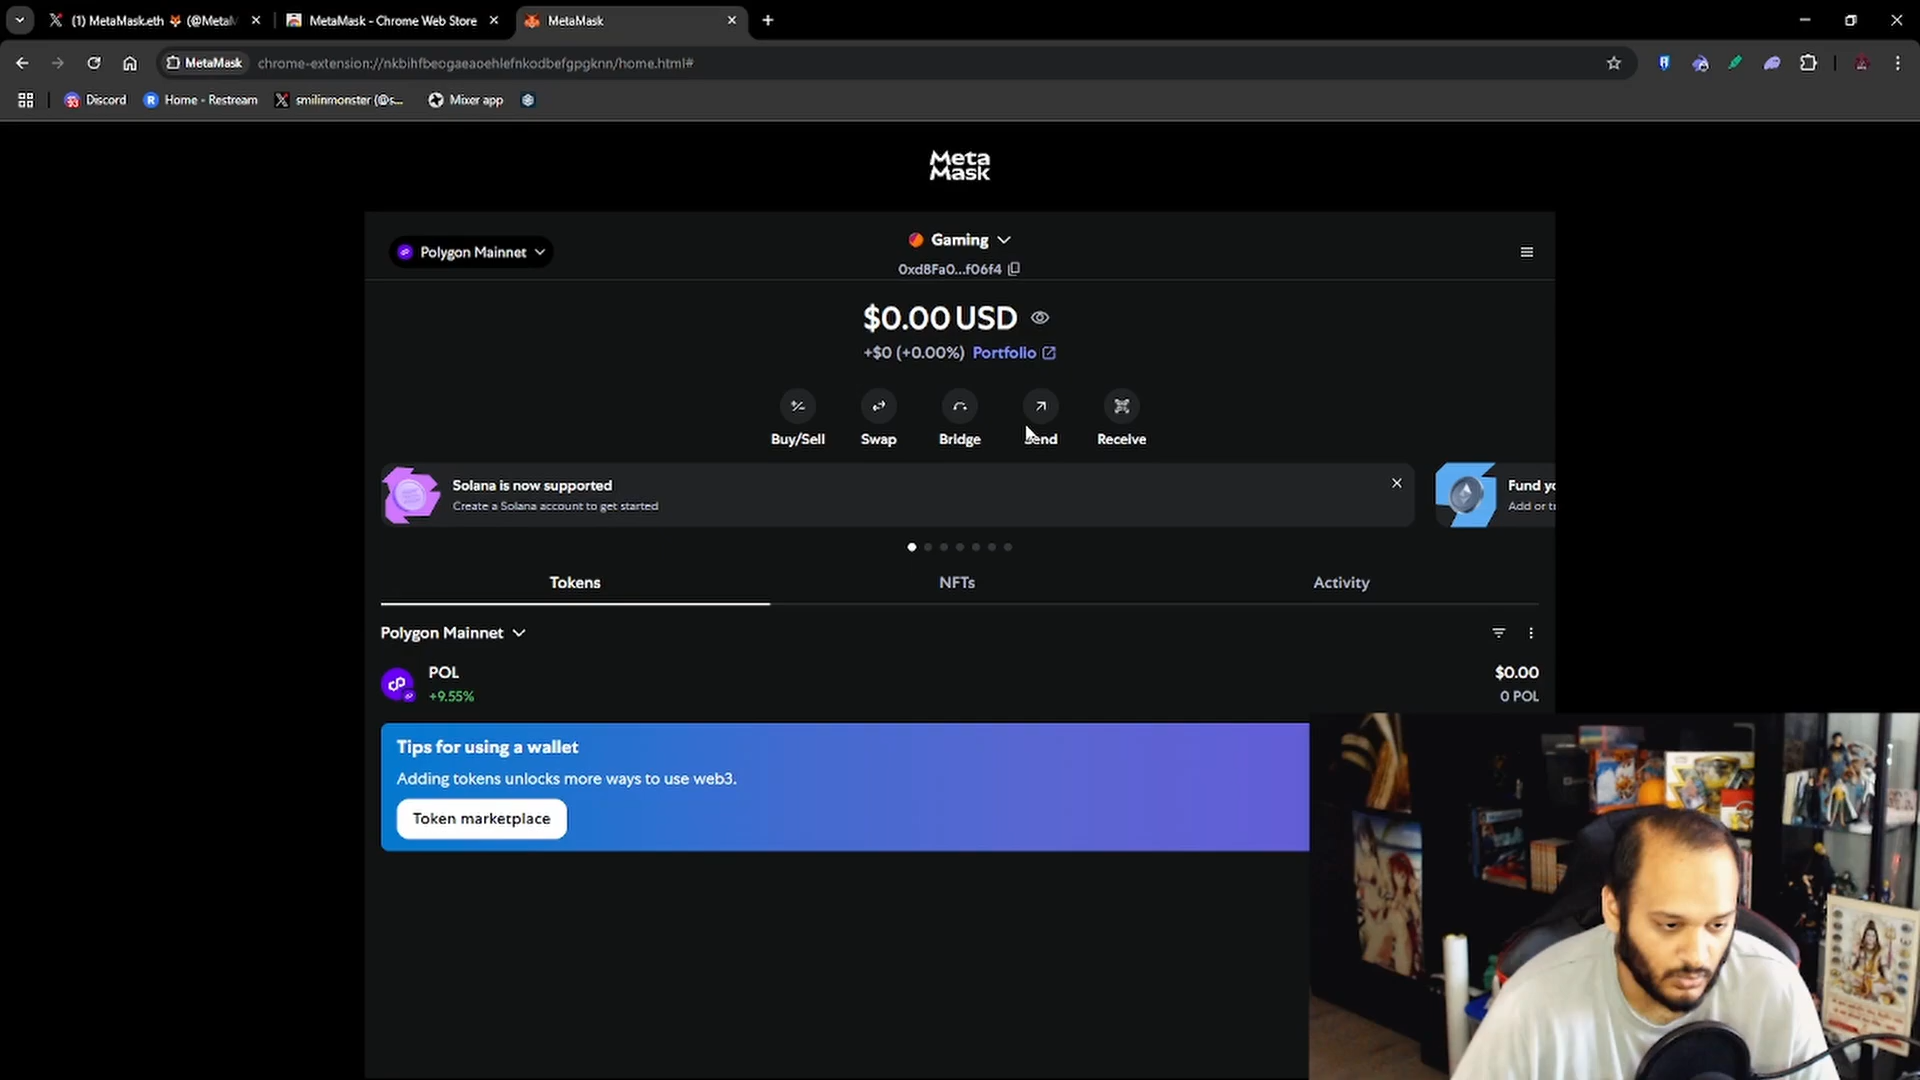 (1) MetaMask.eth 🦊 (@MetaM
MetaMask - Chrome Web Store
MetaMask
MetaMask
chrome-extension://nkbihfbeogaeaoehlefnkodbefgpgknn/home.html#
Discord
Home - Restream
smilinmonster (@s...
Mixer app
Meta
Mask
Polygon Mainnet
Gaming
0xd8Fa0...f06f4
$0.00 USD
+$0 (+0.00%) Portfolio
Buy/Sell
Swap
Bridge
Send
Receive
Solana is now supported
Create a Solana account to get started
Fund yo
Add or tr
Tokens
NFTs
Activity
Polygon Mainnet
POL
$0.00
+9.55%
0 POL
Tips for using a wallet
Adding tokens unlocks more ways to use web3.
Token marketplace